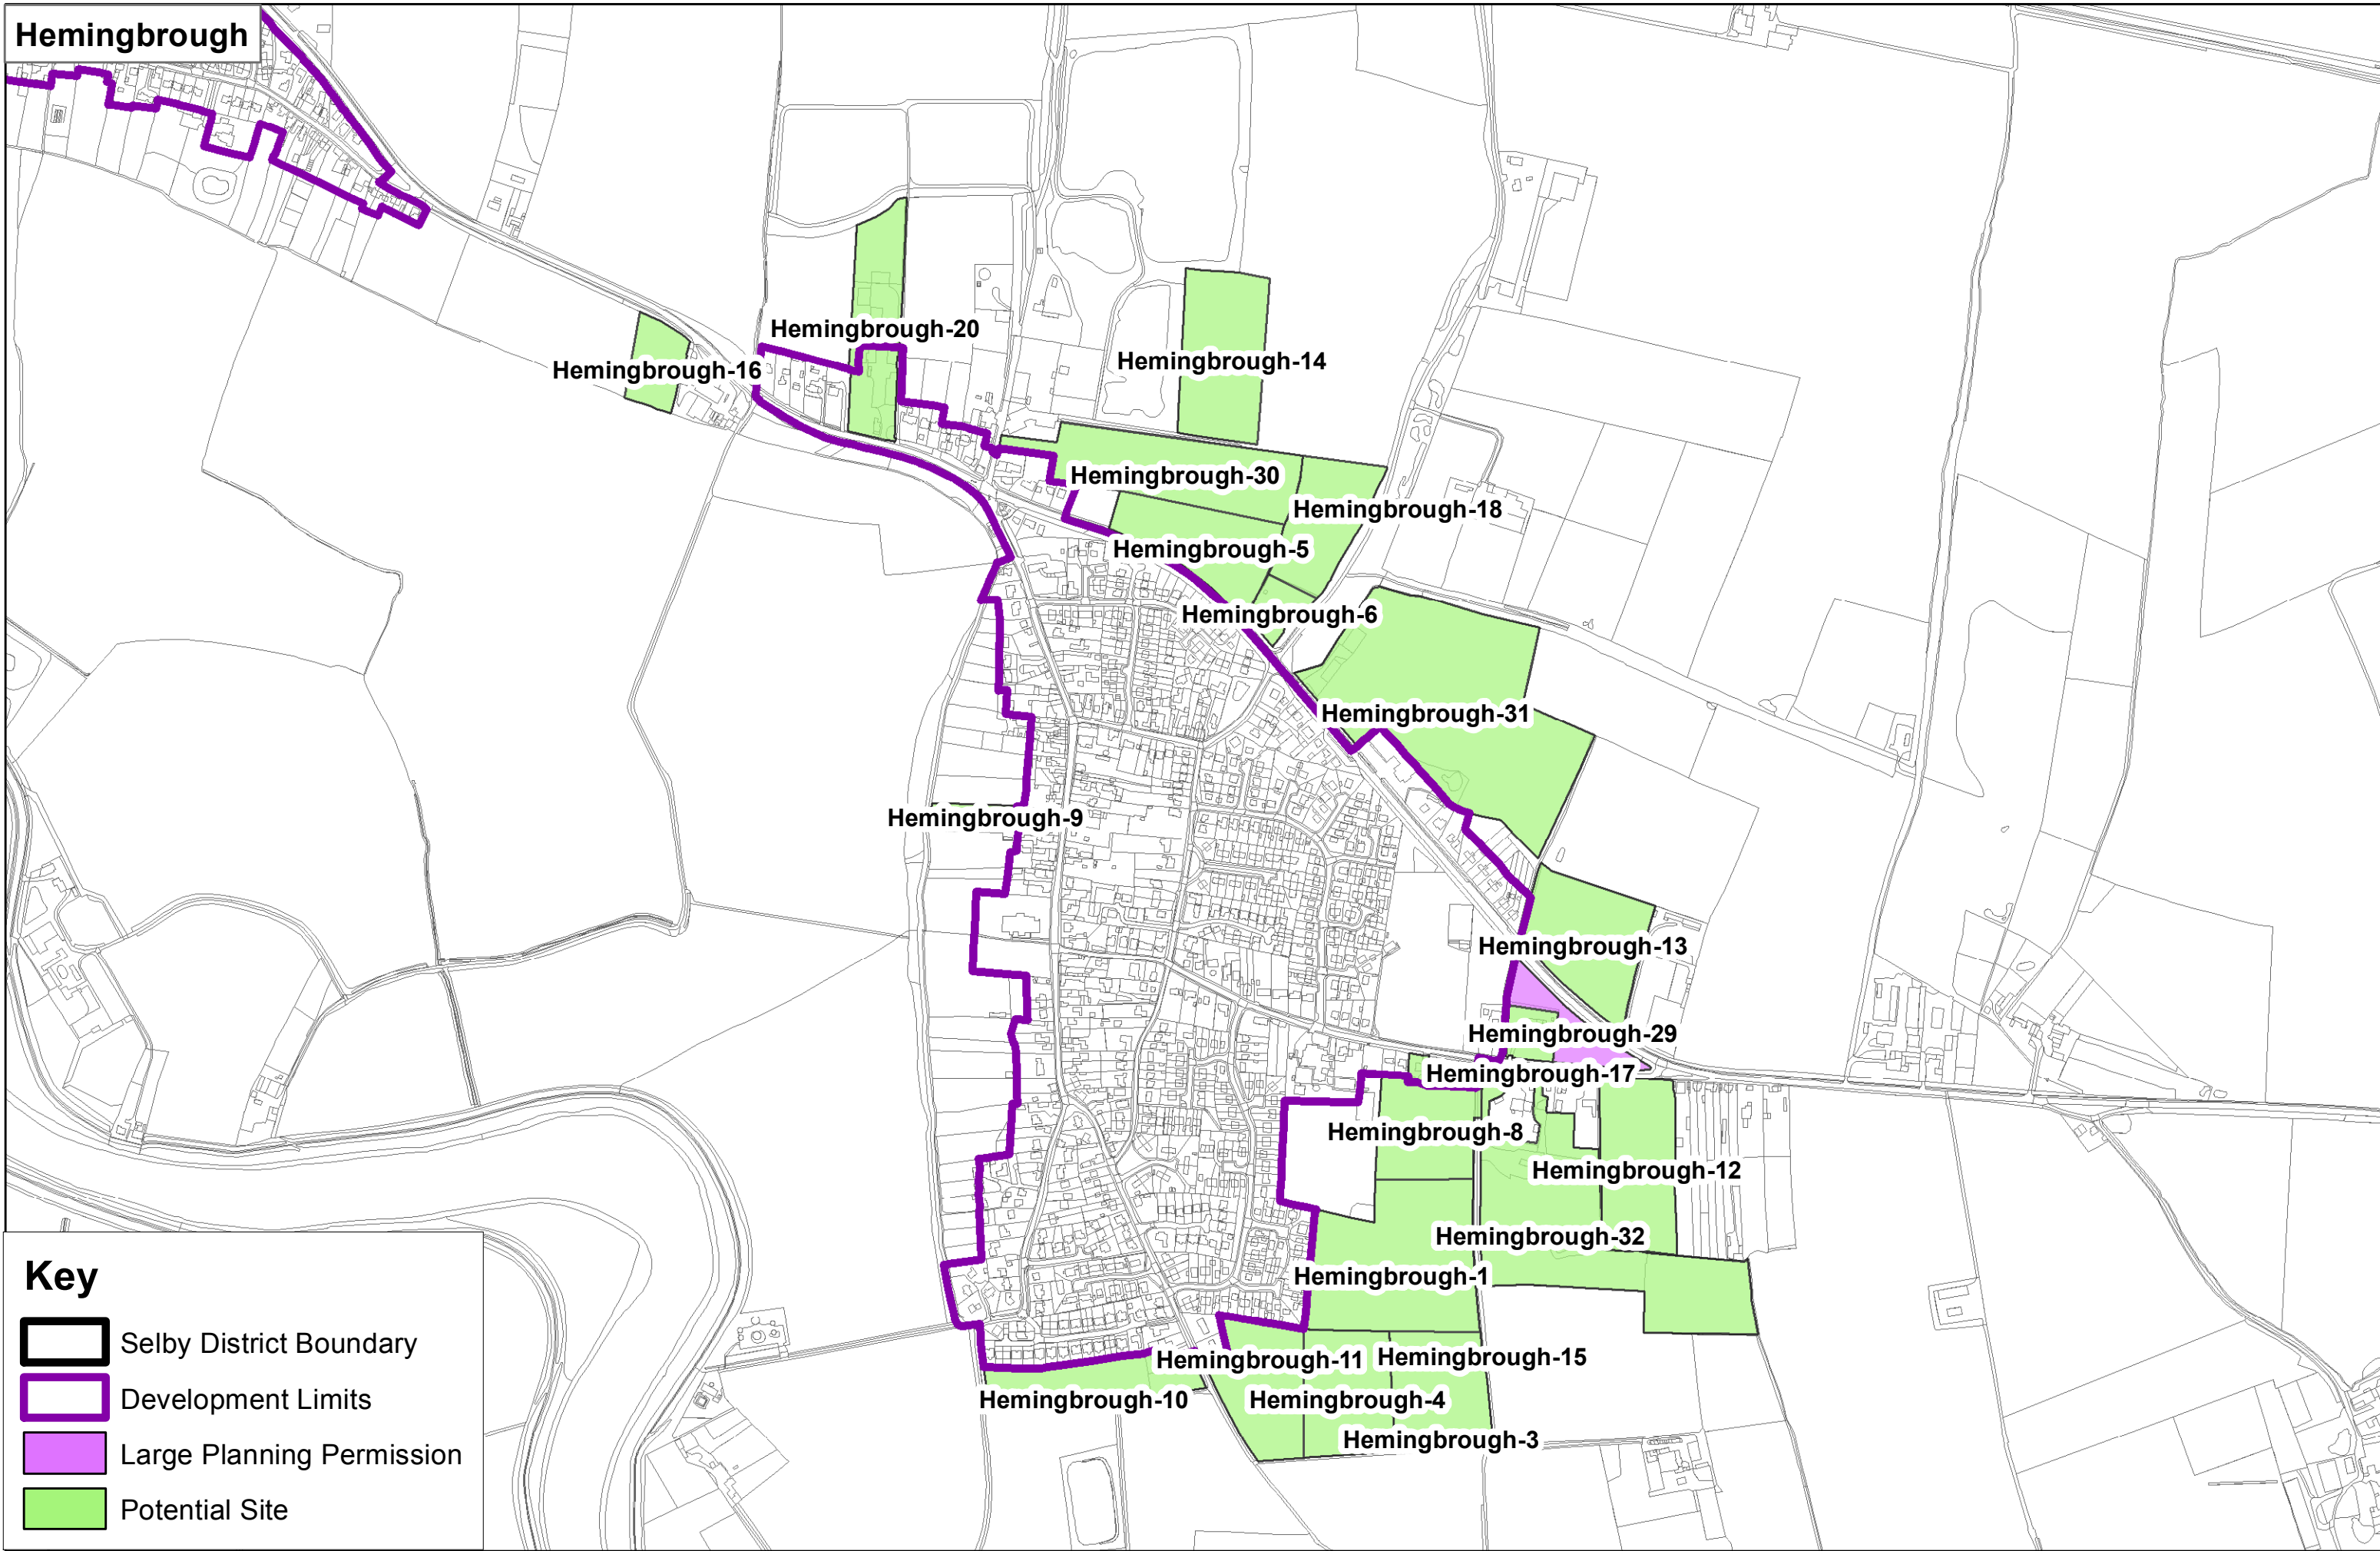 Hemingbrough
Hemingbrough-20
Hemingbrough-16
Hemingbrough-14
Hemingbrough-30
Hemingbrough-18
Hemingbrough-5
Hemingbrough-6
Hemingbrough-31
Hemingbrough-9
Hemingbrough-13
Hemingbrough-29
Hemingbrough-17
Hemingbrough-8
Hemingbrough-12
Hemingbrough-32
Hemingbrough-1
Hemingbrough-11
Hemingbrough-15
Hemingbrough-10
Hemingbrough-4
Hemingbrough-3
Key
Selby District Boundary
Development Limits
Large Planning Permission
Potential Site